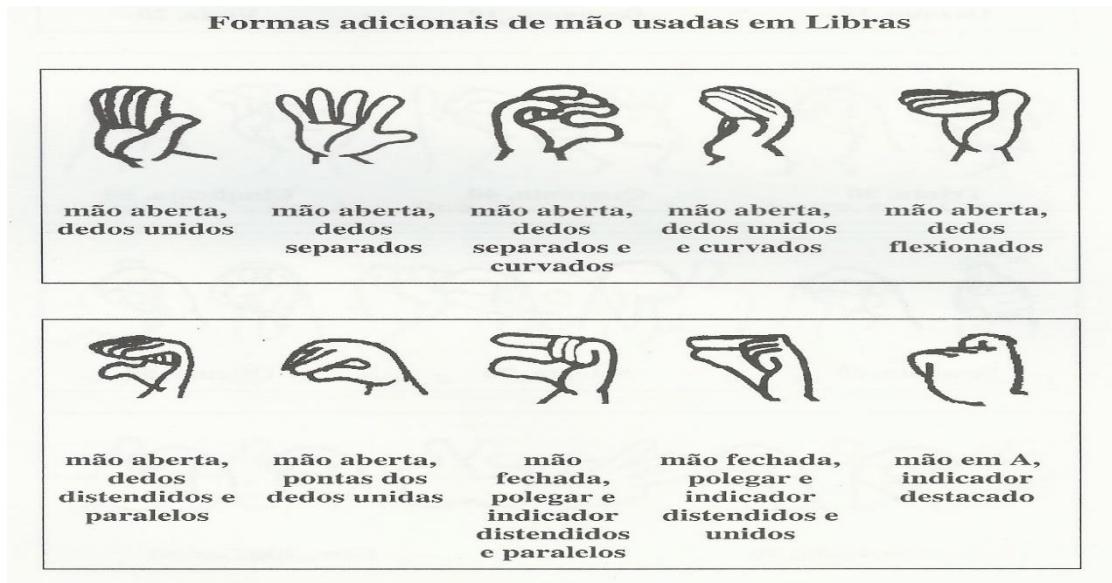 Formas adicionais de mão usadas em Libras
mão aberta,
dedos unidos
mão aberta,
dedos
separados
mão aberta,
dedos
separados e
curvados
mão aberta,
dedos unidos
e curvados
mão aberta,
dedos
flexionados
mão aberta,
dedos
distendidos e
paralelos
mão aberta,
pontas dos
dedos unidas
mão
fechada,
polegar e
indicador
distendidos
e paralelos
mão fechada,
polegar e
indicador
distendidos e
unidos
mão em A,
indicador
destacado